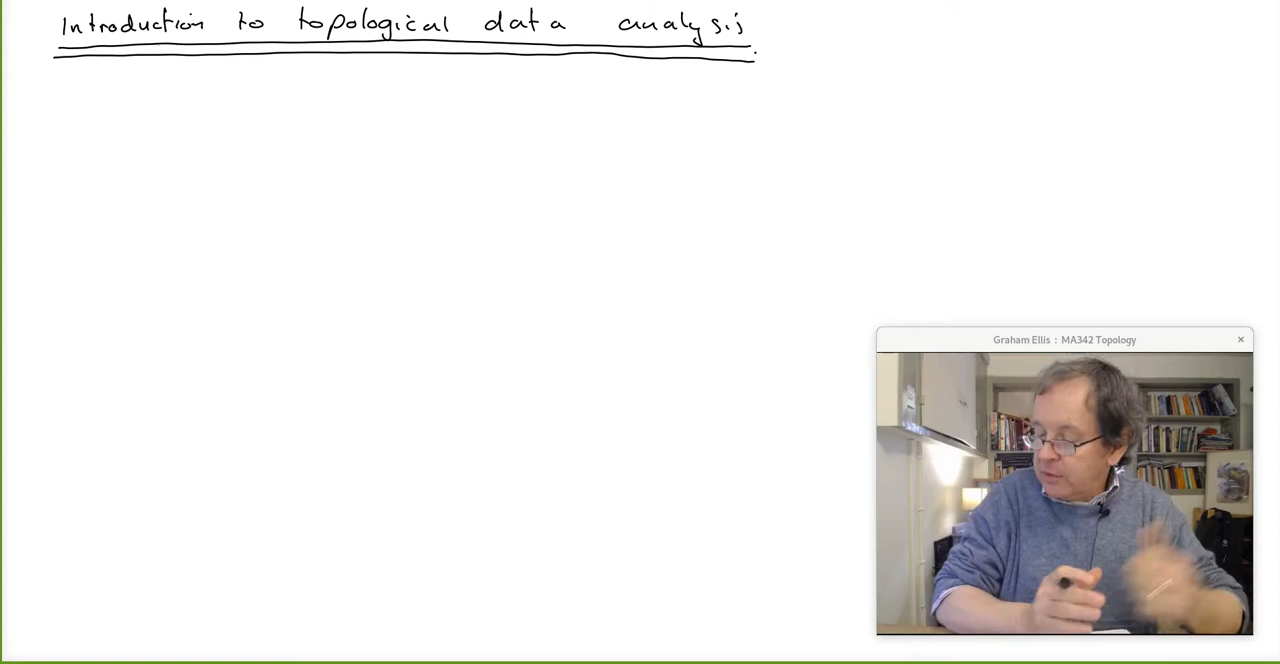 Introduction to topological data analysis
Graham Ellis : MA342 Topology